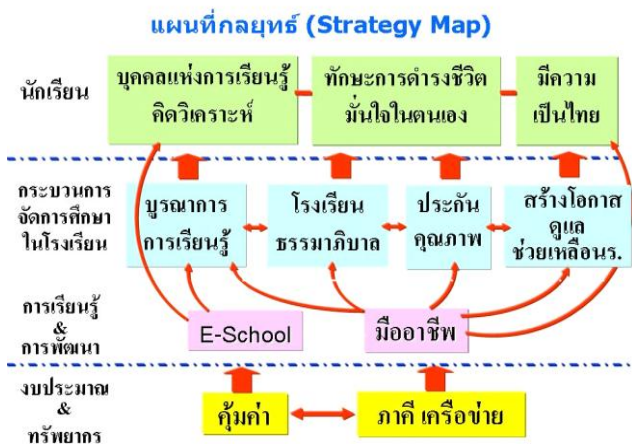 แผนที่กลยุทธ์ (Strategy Map)
นักเรียน
บุคคลแห่งการเรียนรู้
คิดวิเคราะห์
ทักษะการดำรงชีวิต
มั่นใจในตนเอง
มีความ
เป็นไทย
กระบวนการ
จัดการศึกษา
ในโรงเรียน
บูรณาการ
การเรียนรู้
โรงเรียน
ธรรมาภิบาล
ประกัน
คุณภาพ
สร้างโอกาส
ดูแล
ช่วยเหลือนร.
การเรียนรู้
&
การพัฒนา
E-School
มืออาชีพ
งบประมาณ
&
ทรัพยากร
คุ้มค่า
ภาคี เครือข่าย